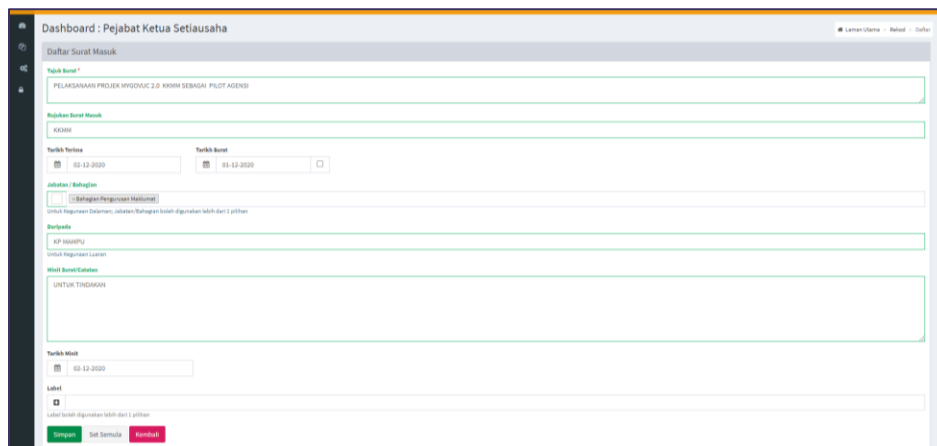 Dashboard : Pejabat Ketua Setiausaha
Laman Utama > Rekod > Daftar
Daftar Surat Masuk
Tajuk Surat *
PELAKSANAAN PROJEK MYGOVUC 2.0 KKMM SEBAGAI PILOT AGENSI
Rujukan Surat Masuk
KKMM
Tarikh Terima Tarikh Surat
02-12-2020 01-12-2020
Jabatan / Bahagian
× Bahagian Pengurusan Maklumat
Untuk Kegunaan Dalaman; Jabatan/Bahagian boleh digunakan lebih dari 1 pilihan
Daripada
KP MAMPU
Untuk Kegunaan Luaran
Minit Surat/Catatan
UNTUK TINDAKAN
Tarikh Minit
02-12-2020
Label
Label boleh digunakan lebih dari 1 pilihan
Simpan Set Semula Kembali